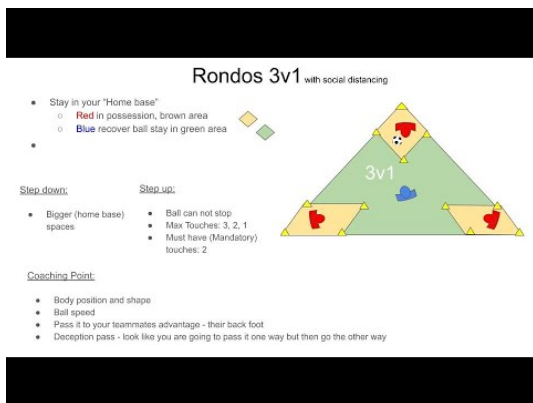 Rondos 3v1 with social distancing
Stay in your "Home base"
Red in possession, brown area
Blue recover ball stay in green area
3v1
Step down:
Bigger (home base)
spaces
Step up:
Ball can not stop
Max Touches: 3, 2, 1
Must have (Mandatory)
touches: 2
Coaching Point:
Body position and shape
Ball speed
Pass it to your teammates advantage - their back foot
Deception pass - look like you are going to pass it one way but then go the other way